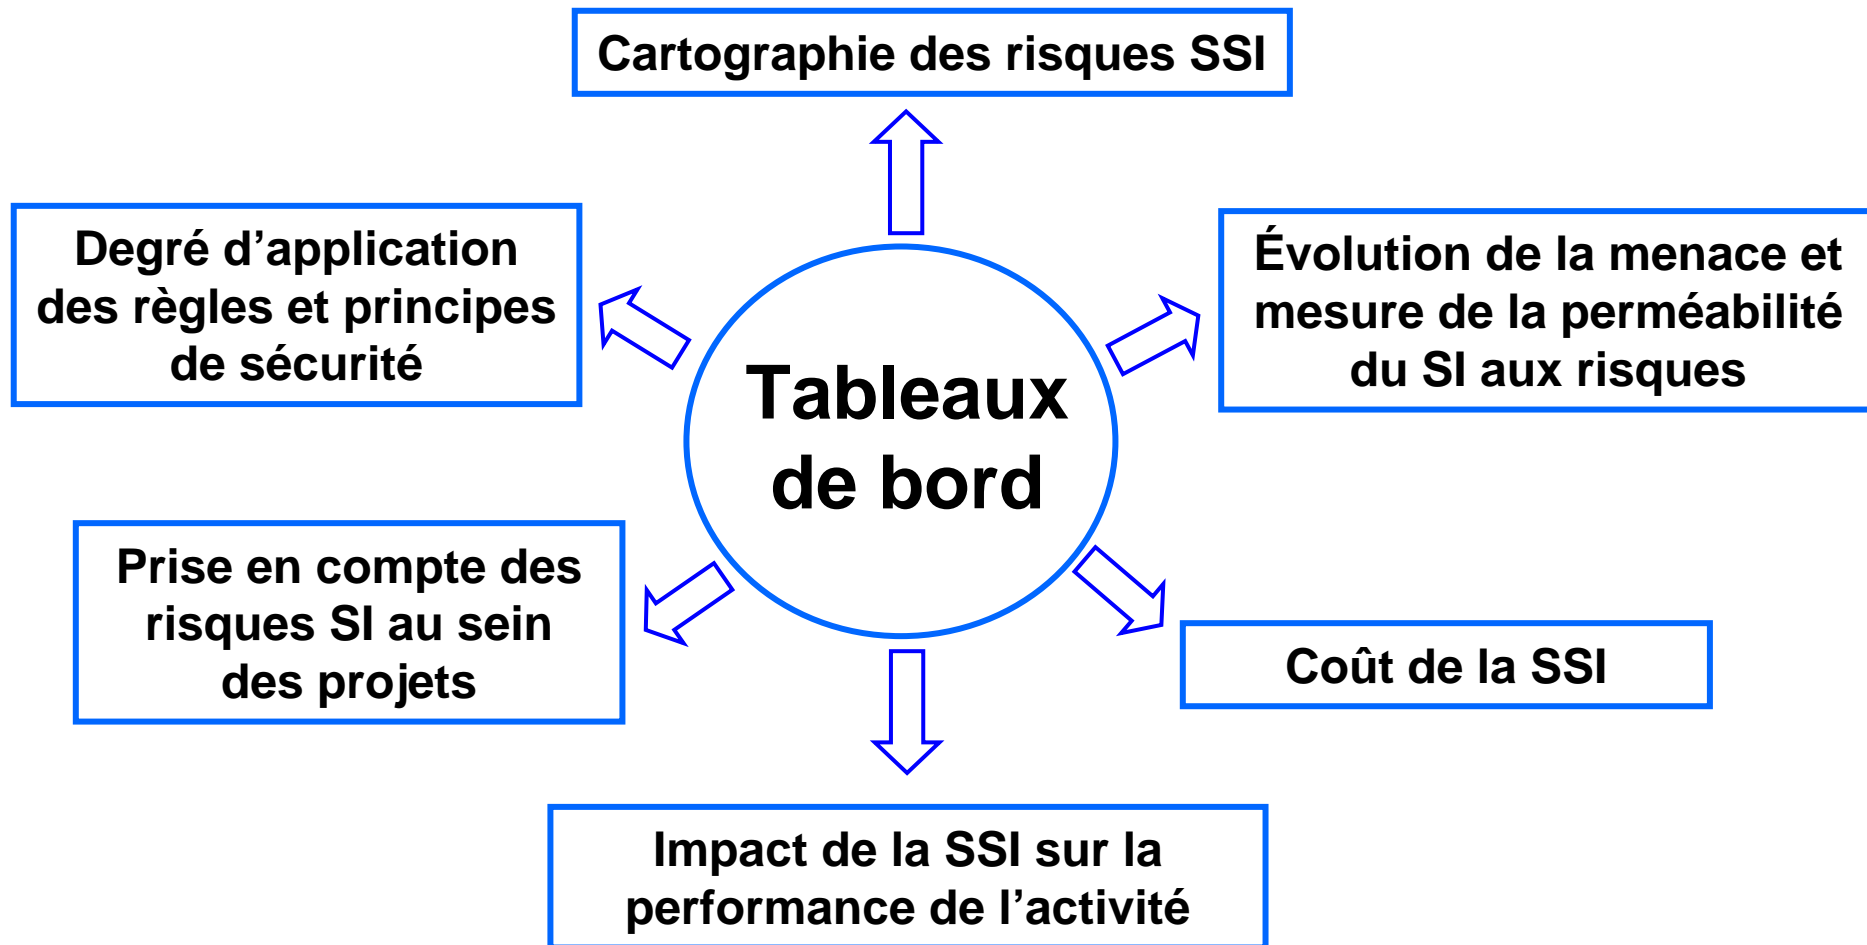 Cartographie des risques SSI
Degré d’application
des règles et principes
de sécurité
Évolution de la menace et
mesure de la perméabilité
du SI aux risques
Tableaux
de bord
Prise en compte des
risques SI au sein
des projets
Coût de la SSI
Impact de la SSI sur la
performance de l’activité